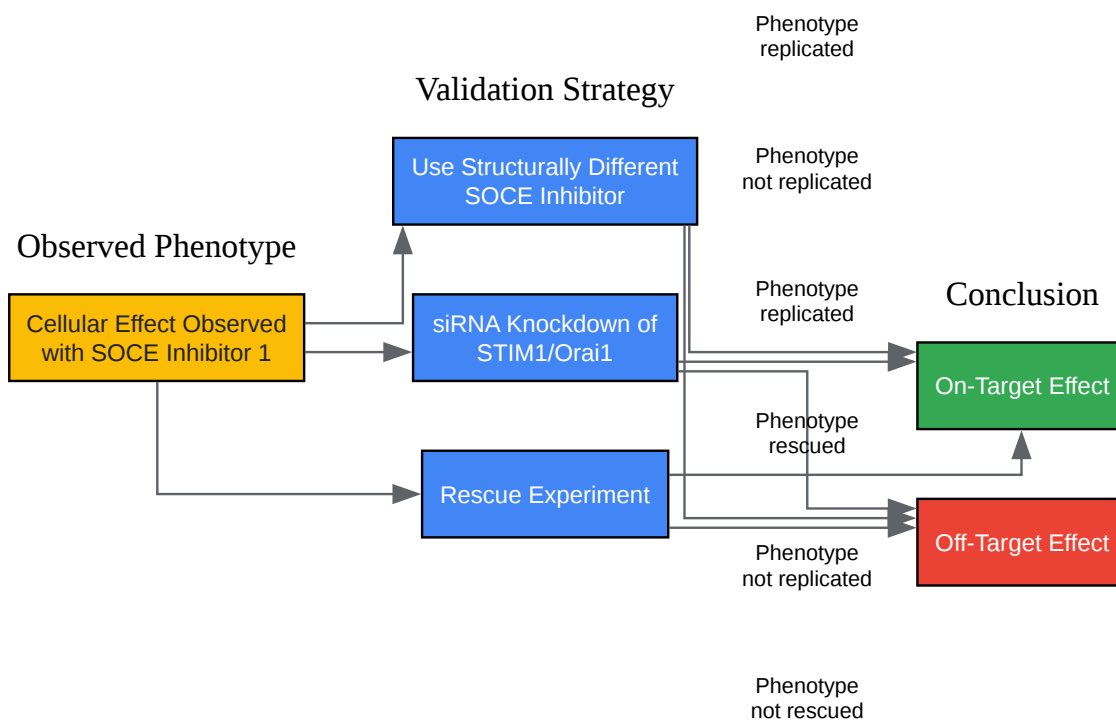 Observed Phenotype
Cellular Effect Observed
with SOCE Inhibitor 1
Validation Strategy
Use Structurally Different
SOCE Inhibitor
siRNA Knockdown of
STIM1/Orai1
Rescue Experiment
Phenotype
replicated
Phenotype
not replicated
Phenotype
replicated
Phenotype
rescued
Phenotype
not replicated
Phenotype
not rescued
Conclusion
On-Target Effect
Off-Target Effect